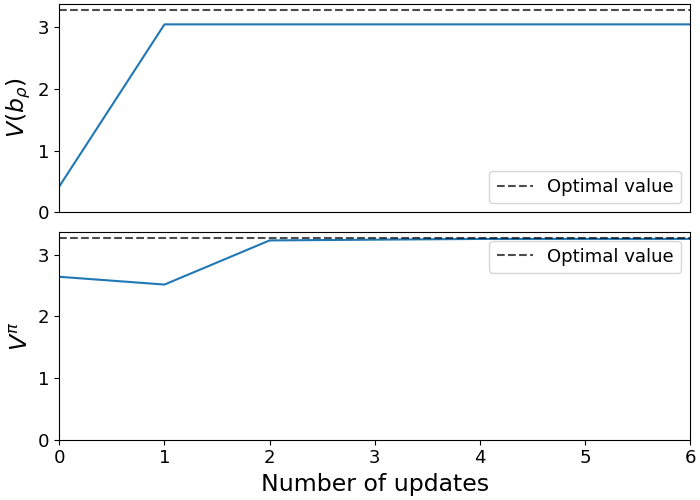 3
2
1
0
V(b_ρ)
Optimal value
3
2
1
0
V^π
Optimal value
0 1 2 3 4 5 6
Number of updates